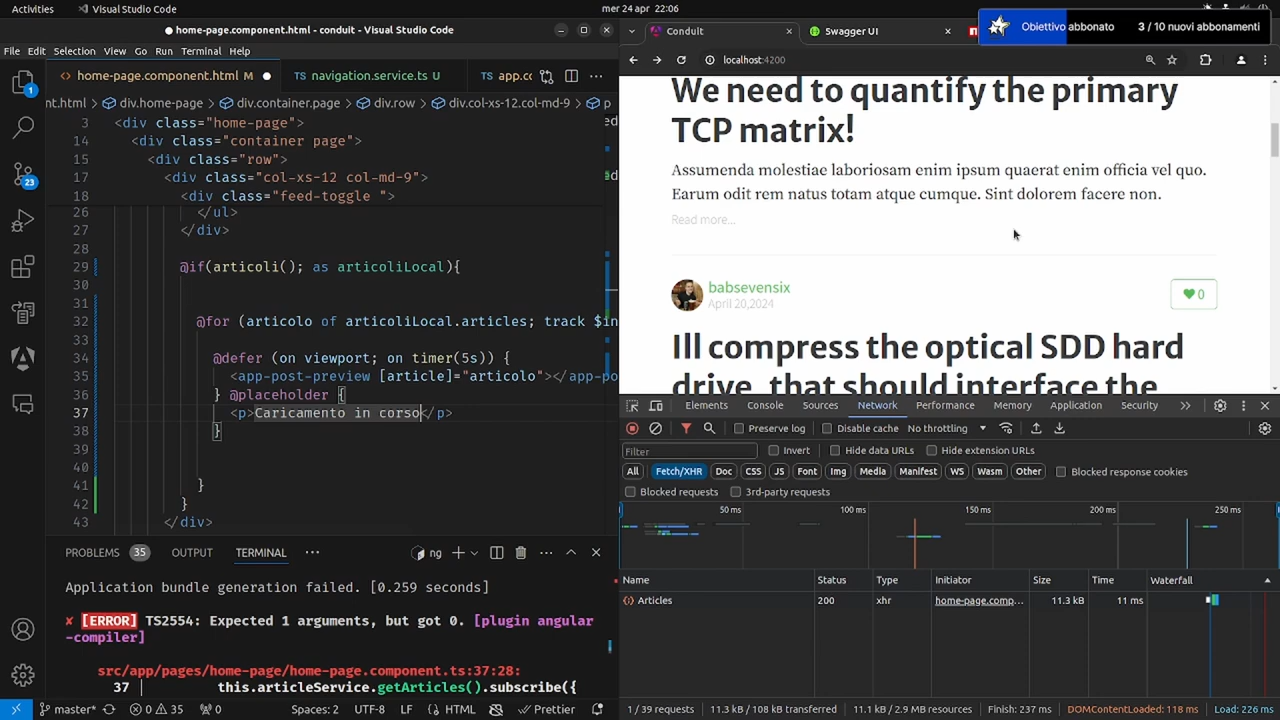 Activities
Visual Studio Code
mer 24 apr 22:06
home-page.component.html - conduit - Visual Studio Code
File Edit Selection View Go Run Terminal Help
home-page.component.html M
navigation.service.ts U
app.cc
nt.html > div.home-page > div.container.page > div.row > div.col-xs-12.col-md-9 > p
3 <div class="home-page">
14 <div class="container page">
15 <div class="row">
17 <div class="col-xs-12 col-md-9">
18 <div class="feed-toggle ">
26 </ul>
27 </div>
28
29 @if(articoli(); as articoliLocal){
30
31
32 @for (articolo of articoliLocal.articles; track $in
33
34 @defer (on viewport; on timer(5s)) {
35 <app-post-preview [article]="articolo"></app-po
36 } @placeholder {
37 <p>Caricamento in corso</p>
38 }
39
40
41 }
42 }
43 </div>
PROBLEMS 35 OUTPUT TERMINAL
ng
Application bundle generation failed. [0.259 seconds]
✘ [ERROR] TS2554: Expected 1 arguments, but got 0. [plugin angular
-compiler]
src/app/pages/home-page/home-page.component.ts:37:28:
37 │ this.articleService.getArticles().subscribe({
master* 0 35 0 Spaces: 2 UTF-8 LF {} HTML Prettier
1
23
Conduit
Swagger UI
Obiettivo abbonato
3 / 10 nuovi abbonamenti
localhost:4200
We need to quantify the primary
TCP matrix!
Assumenda molestiae laboriosam enim ipsum quaerat enim officia vel quo.
Earum odit rem natus totam atque cumque. Sint dolorem facere non.
Read more...
babsevensix
April 20,2024
0
Ill compress the optical SDD hard
drive, that should interface the
Elements Console Sources Network Performance Memory Application Security
Preserve log Disable cache No throttling
Filter Invert Hide data URLs Hide extension URLs
All Fetch/XHR Doc CSS JS Font Img Media Manifest WS Wasm Other Blocked response cookies
Blocked requests 3rd-party requests
50 ms 100 ms 150 ms 200 ms 250 ms
Name Status Type Initiator Size Time Waterfall
Articles 200 xhr home-page.comp... 11.3 kB 11 ms
1 / 39 requests 11.3 kB / 108 kB transferred 11.1 kB / 2.9 MB resources Finish: 237 ms DOMContentLoaded: 118 ms Load: 226 ms